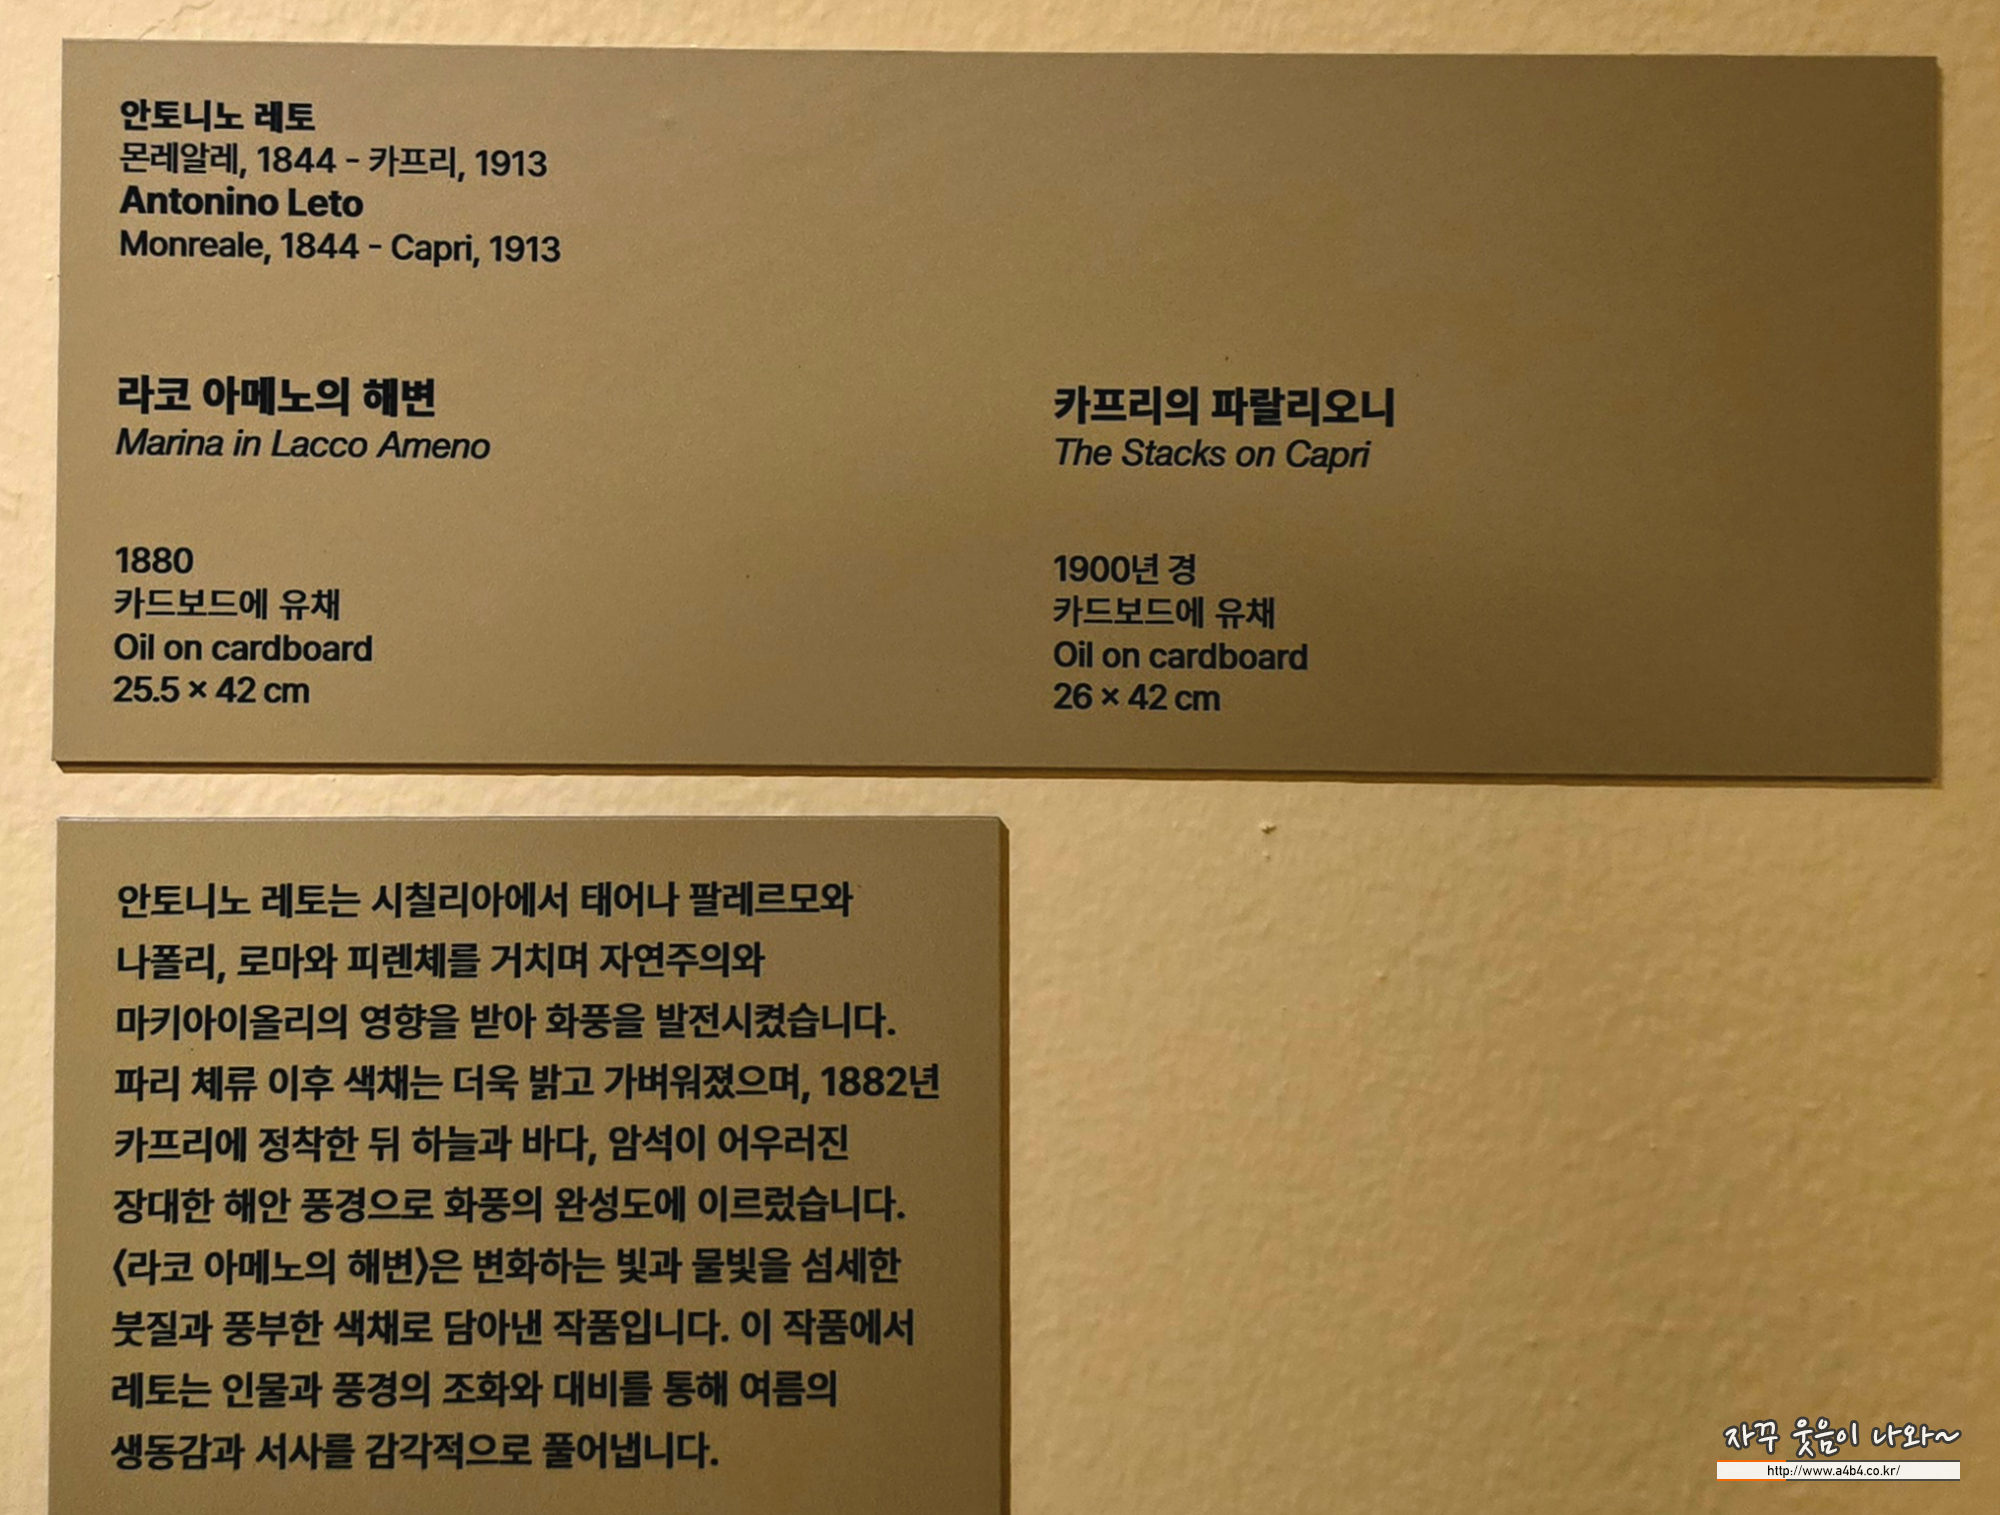 안토니노 레토
몬레알레, 1844 - 카프리, 1913
Antonino Leto
Monreale, 1844 - Capri, 1913
라코 아메노의 해변
Marina in Lacco Ameno
1880
카드보드에 유채
Oil on cardboard
25.5 × 42 cm
카프리의 파랄리오니
The Stacks on Capri
1900년 경
카드보드에 유채
Oil on cardboard
26 × 42 cm
안토니노 레토는 시칠리아에서 태어나 팔레르모와
나폴리, 로마와 피렌체를 거치며 자연주의와
마키아이올리의 영향을 받아 화풍을 발전시켰습니다.
파리 체류 이후 색채는 더욱 밝고 가벼워졌으며, 1882년
카프리에 정착한 뒤 하늘과 바다, 암석이 어우러진
장대한 해안 풍경으로 화풍의 완성도에 이르렀습니다.
〈라코 아메노의 해변〉은 변화하는 빛과 물빛을 섬세한
붓질과 풍부한 색채로 담아낸 작품입니다. 이 작품에서
레토는 인물과 풍경의 조화와 대비를 통해 여름의
생동감과 서사를 감각적으로 풀어냅니다.
자꾸 웃음이 나와~
http://www.a4b4.co.kr/